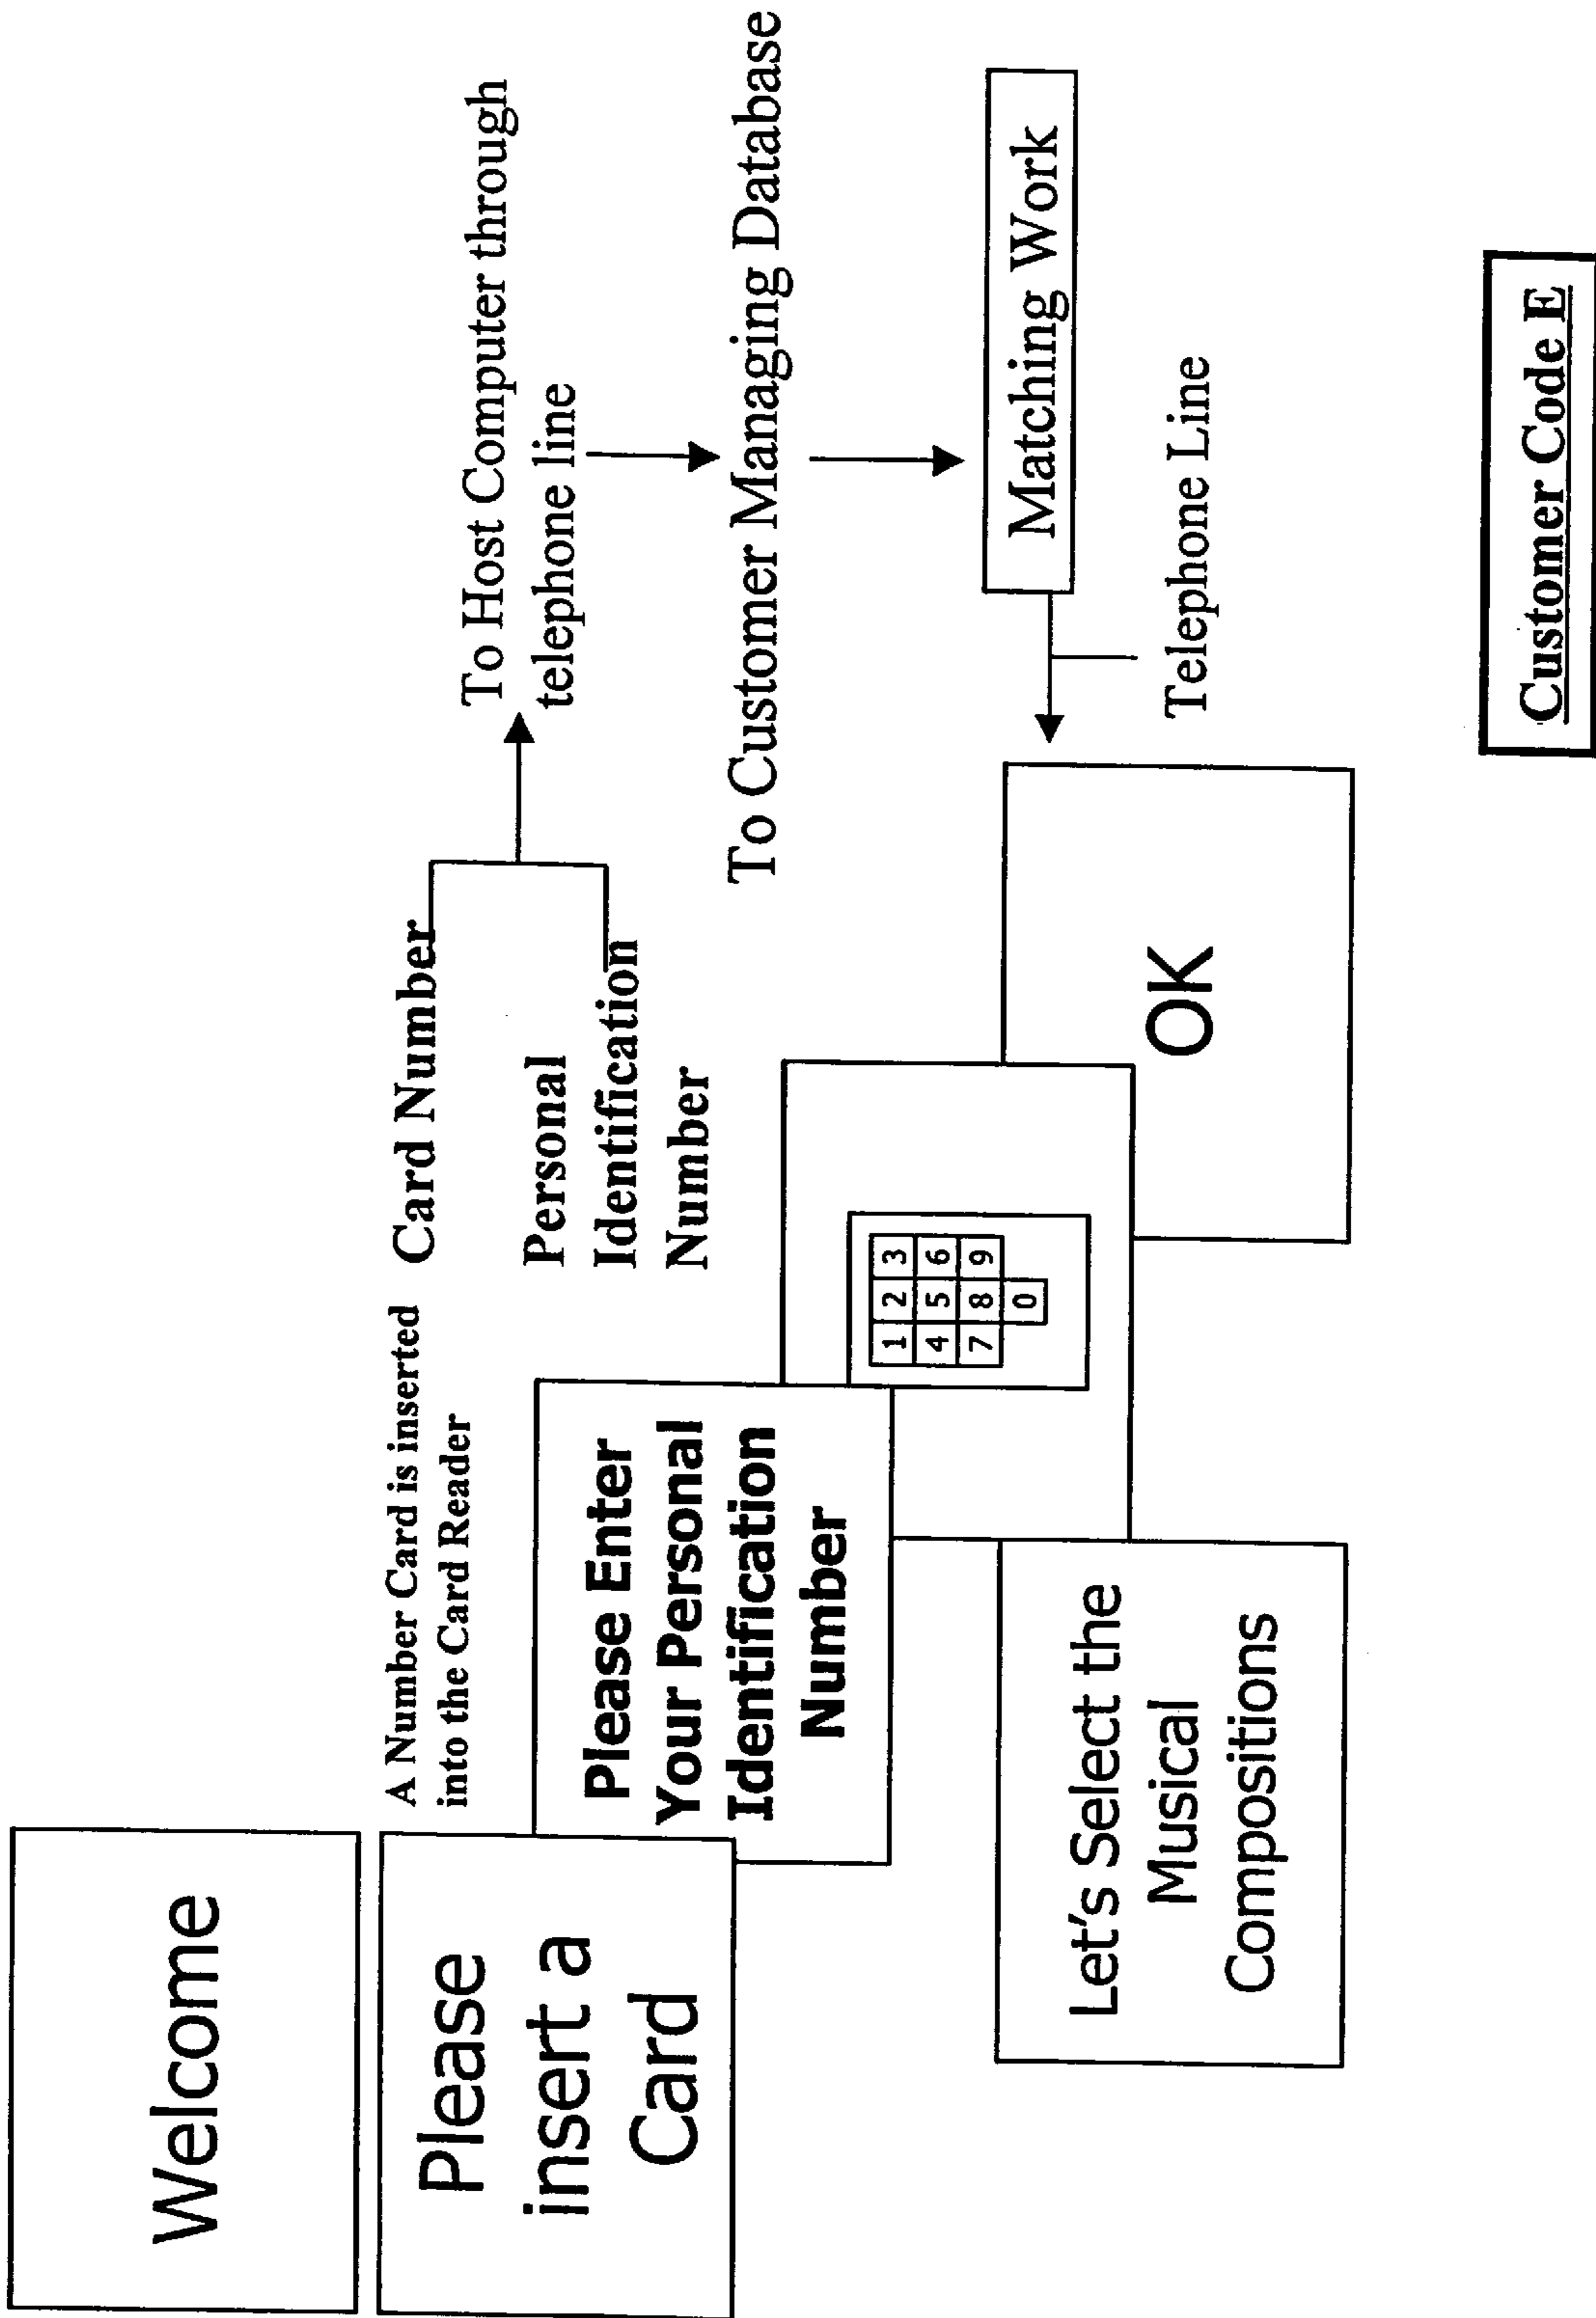 Welcome
Please
insert a
Card
A Number Card is inserted
into the Card Reader
Please Enter
Your Personal
Identification
Number
Card Number
Personal
Identification
Number
To Host Computer through
telephone line
To Customer Managing Database
Matching Work
Telephone Line
1 2 3
4 5 6
7 8 9
0
OK
Let's Select the
Musical
Compositions
Customer Code E